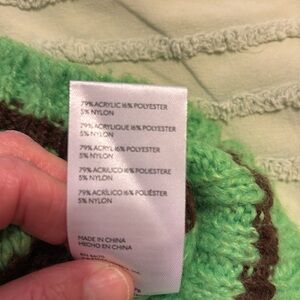 79% ACRYLIC 16% POLYESTER
5% NYLON
79% ACRYLIQUE 16% POLYESTER
5% NYLON
79% ACRYL 16% POLYESTER
5% NYLON
79% ACRILICO 16% POLIESTERE
5% NYLON
79% ACRÍLICO 16% POLIÉSTER
5% NYLON
MADE IN CHINA
HECHO EN CHINA